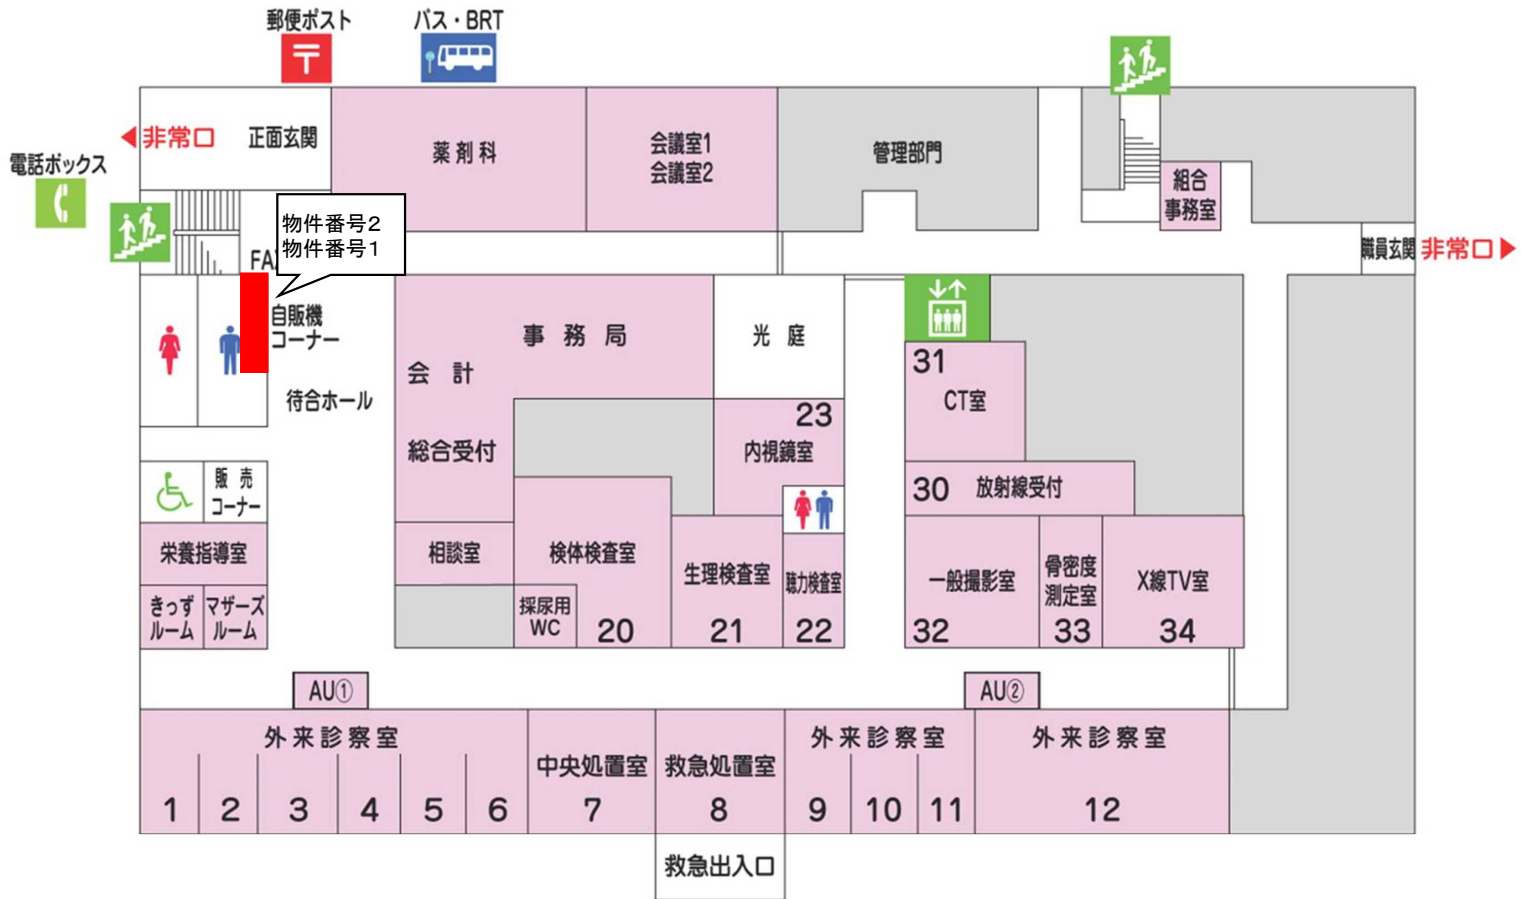 郵便ポスト
バス・BRT
非常口
正面玄関
薬剤科
会議室1
会議室2
管理部門
組合
事務室
電話ボックス
物件番号2
物件番号1
FAX
職員玄関
非常口
自販機
コーナー
待合ホール
事務局
会計
総合受付
光庭
31
CT室
23
内視鏡室
30
放射線受付
販売
コーナー
栄養指導室
きっず
ルーム
マザーズ
ルーム
相談室
検体検査室
採尿用
WC
20
生理検査室
21
聴力検査室
22
一般撮影室
32
骨密度
測定室
33
X線TV室
34
AU①
AU②
外来診察室
1
2
3
4
5
6
中央処置室
7
救急処置室
8
外来診察室
9
10
11
外来診察室
12
救急出入口